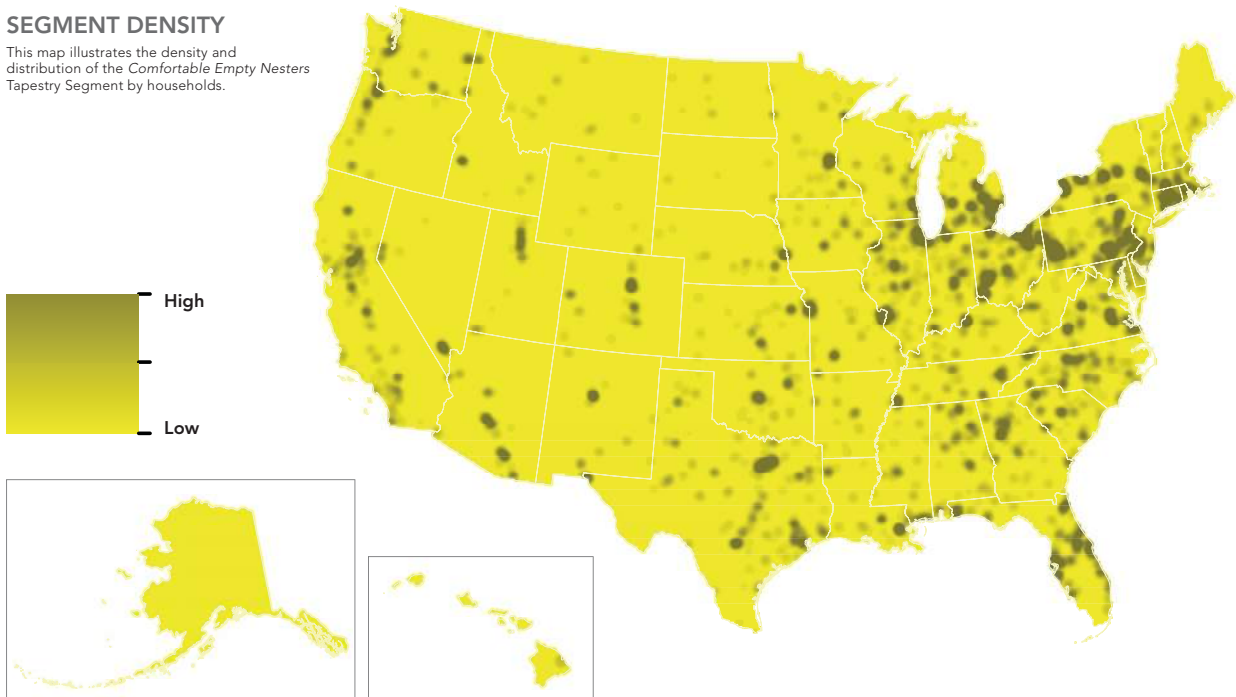 SEGMENT DENSITY
This map illustrates the density and
distribution of the Comfortable Empty Nesters
Tapestry Segment by households.
High
Low